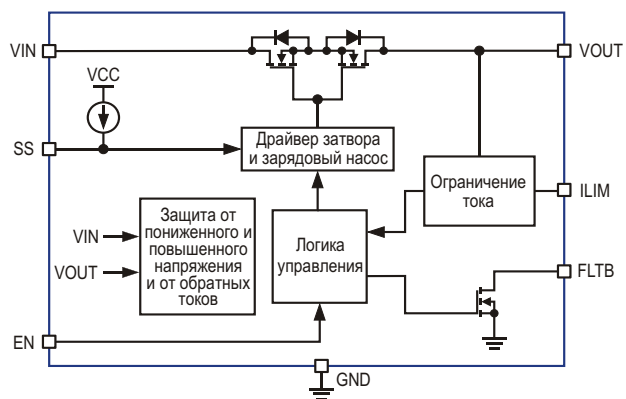 VIN
VOUT
VCC
SS
Драйвер затвора
и зарядовый насос
Ограничение
тока
ILIM
Защита от
пониженного и
повышенного
напряжения
и от обратных
токов
VIN
VOUT
Логика
управления
FLTB
EN
GND